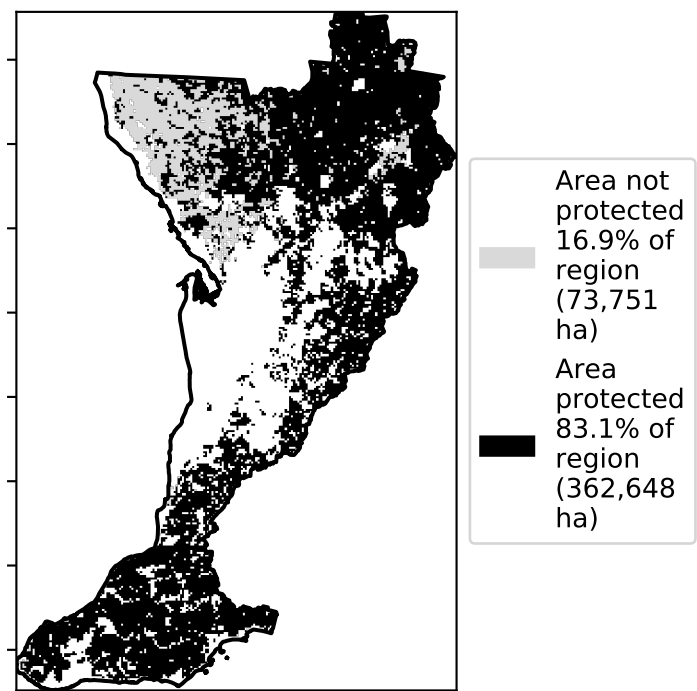 Area not
protected
16.9% of
region
(73,751
ha)
Area
protected
83.1% of
region
(362,648
ha)